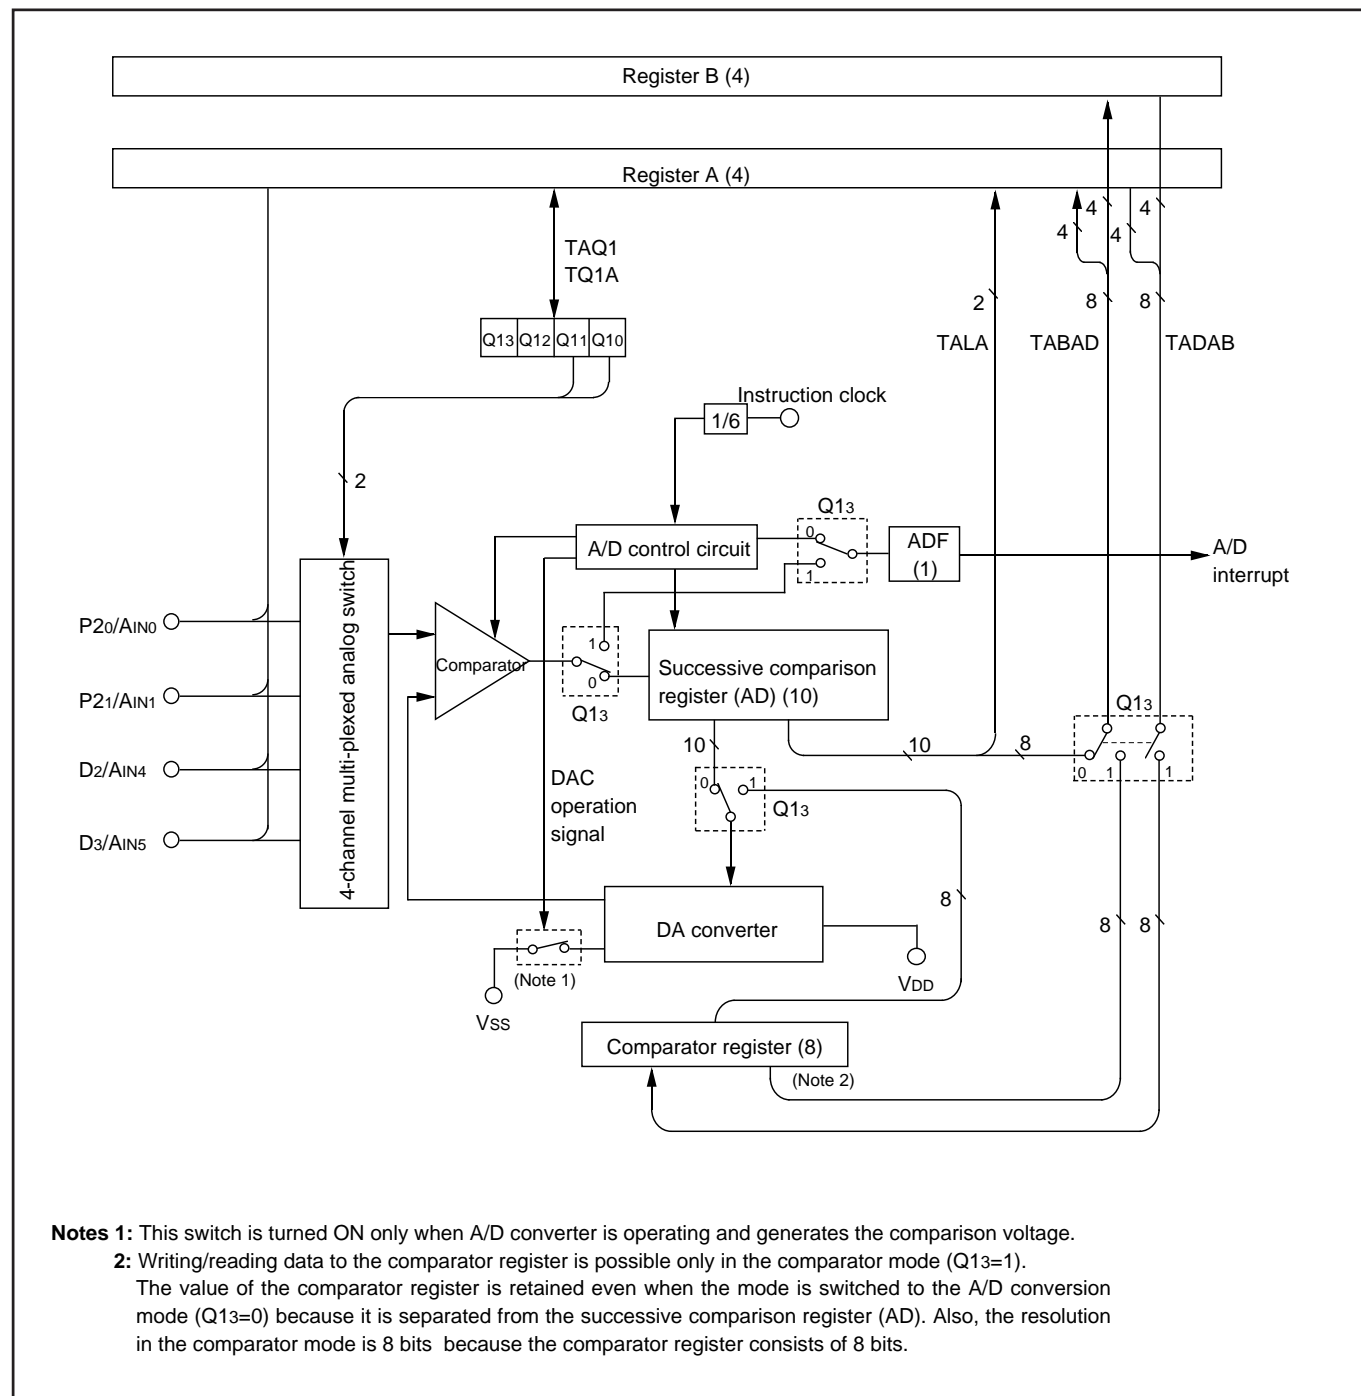 Register B (4)
Register A (4)
TAQ1
TQ1A
4
4
4
4
2
8
8
TALA
TABAD
TADAB
Q13
Q12
Q11
Q10
Instruction clock
1/6
2
Q13
0
1
A/D control circuit
ADF
(1)
A/D
interrupt
4-channel multi-plexed analog switch
P20/AIN0
P21/AIN1
D2/AIN4
D3/AIN5
Comparator
1
0
Q13
Successive comparison
register (AD) (10)
10
10
8
Q13
0
1
1
DAC
operation
signal
0
1
Q13
8
8
8
DA converter
(Note 1)
VSS
VDD
Comparator register (8)
(Note 2)
Notes 1: This switch is turned ON only when A/D converter is operating and generates the comparison voltage.
2: Writing/reading data to the comparator register is possible only in the comparator mode (Q13=1).
The value of the comparator register is retained even when the mode is switched to the A/D conversion
mode (Q13=0) because it is separated from the successive comparison register (AD). Also, the resolution
in the comparator mode is 8 bits because the comparator register consists of 8 bits.